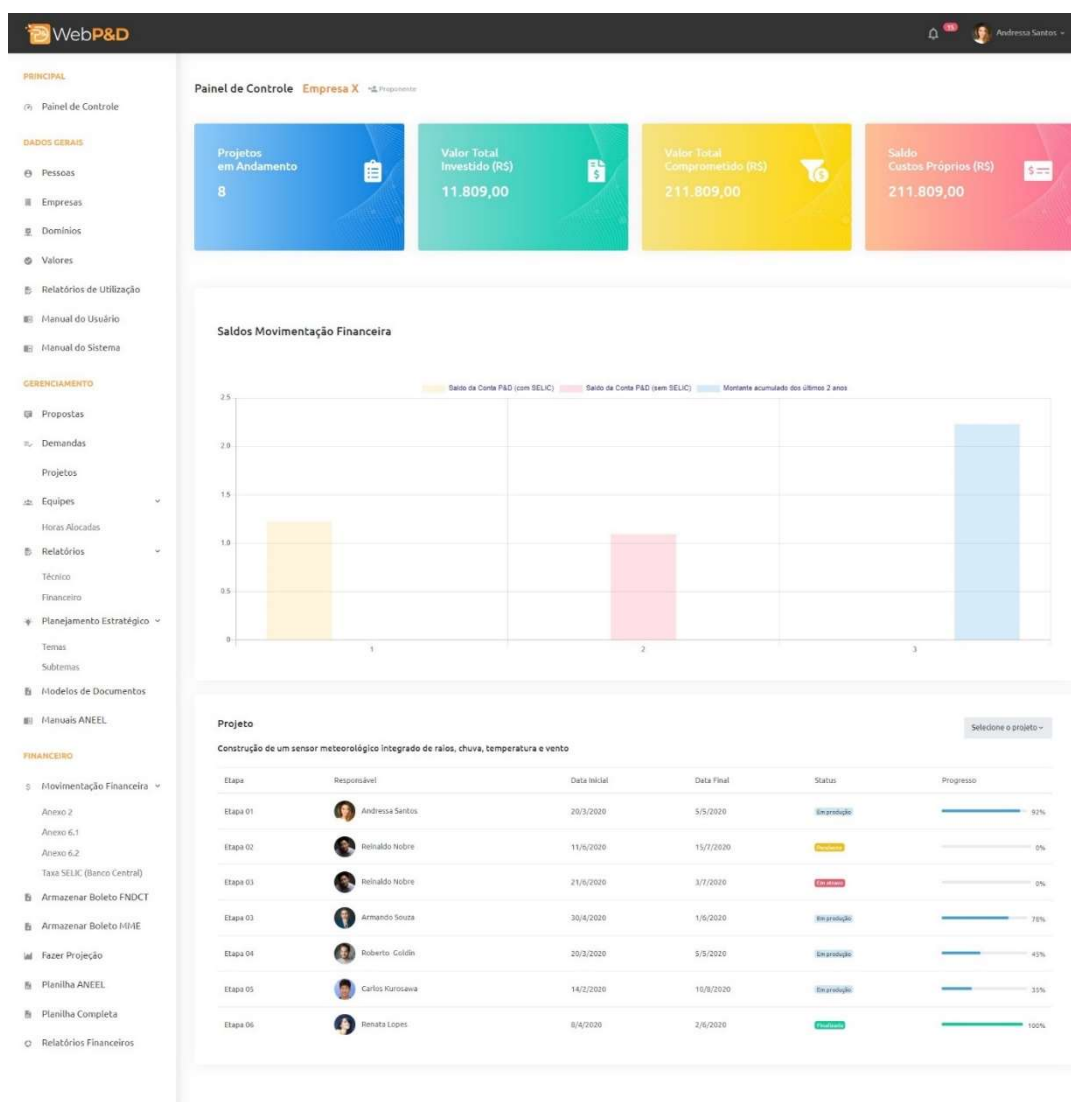 WebP&D
15
Andressa Santos
PRINCIPAL
Painel de Controle
DADOS GERAIS
Pessoas
Empresas
Domínios
Valores
Relatórios de Utilização
Manual do Usuário
Manual do Sistema
GERENCIAMENTO
Propostas
Demandas
Projetos
Equipes
Horas Alocadas
Relatórios
Técnico
Financeiro
Planejamento Estratégico
Temas
Subtemas
Modelos de Documentos
Manuais ANEEL
FINANCEIRO
Movimentação Financeira
Anexo 2
Anexo 6.1
Anexo 6.2
Taxa SELIC (Banco Central)
Armazenar Boleto FNDCT
Armazenar Boleto MME
Fazer Projeção
Planilha ANEEL
Planilha Completa
Relatórios Financeiros
Painel de Controle Empresa X Proponente
Projetos
em Andamento
8
Valor Total
Investido (R$)
11.809,00
Valor Total
Comprometido (R$)
211.809,00
Saldo
Custos Próprios (R$)
211.809,00
Saldos Movimentação Financeira
Saldo da Conta P&D (com SELIC) Saldo da Conta P&D (sem SELIC) Montante acumulado dos últimos 2 anos
2.5
2.0
1.5
1.0
0.5
0
1 2 3
Projeto
Selecione o projeto
Construção de um sensor meteorológico integrado de raios, chuva, temperatura e vento
Etapa Responsável Data Inicial Data Final Status Progresso
Etapa 01 Andressa Santos 20/3/2020 5/5/2020 Em produção 92%
Etapa 02 Reinaldo Nobre 11/6/2020 15/7/2020 Pendente 0%
Etapa 03 Reinaldo Nobre 21/6/2020 3/7/2020 Em atraso 0%
Etapa 03 Armando Souza 30/4/2020 1/6/2020 Em produção 78%
Etapa 04 Roberto Goldin 20/3/2020 5/5/2020 Em produção 45%
Etapa 05 Carlos Kurosawa 14/2/2020 10/8/2020 Em produção 35%
Etapa 06 Renata Lopes 8/4/2020 2/6/2020 Finalizada 100%